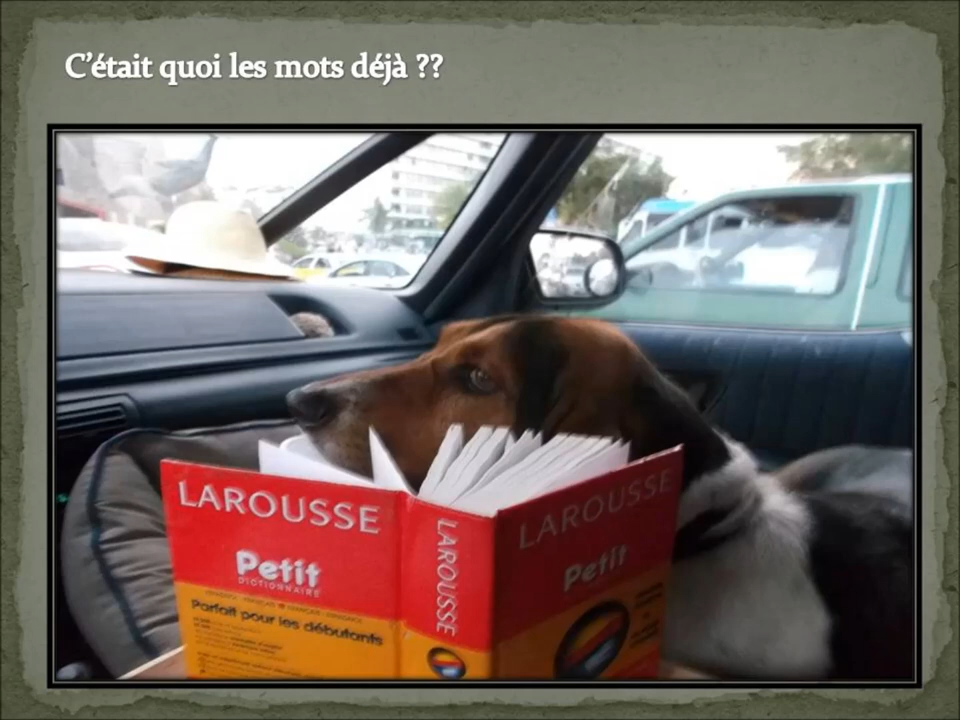 C'était quoi les mots déjà ??
LAROUSSE
Petit
DICTIONNAIRE
Parfait pour les débutants
LAROUSSE
LAROUSSE
Petit